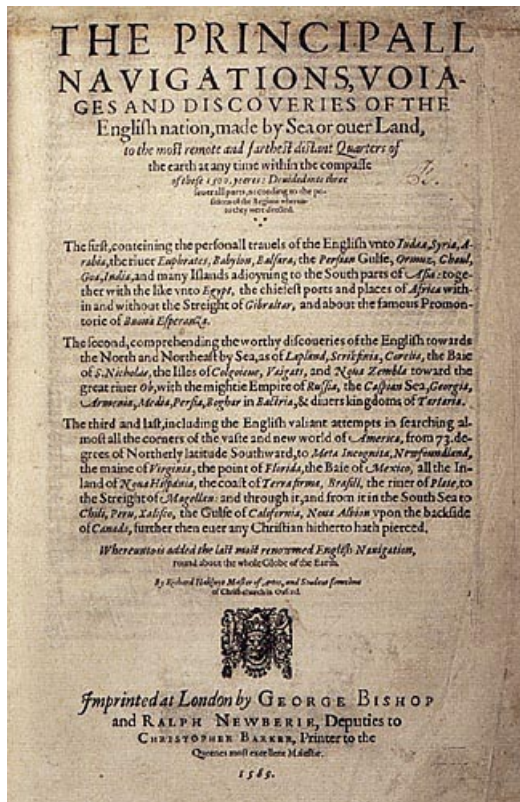 THE PRINCIPALL
NAVIGATIONS, VOIA-
GES AND DISCOVERIES OF THE
Engliſh nation, made by Sea or ouer Land,
to the moſt remote and fartheſt diſtant Quarters of
the earth at any time within the compaſſe
of theſe 1500. yeeres: Deuided into three
ſeuerall parts, according to the po-
ſitions of the Regions wherun-
to they were directed.
The firſt, conteining the perſonall trauels of the Engliſh vnto Iudæa, Syria, A-
rabia, the riuer Euphrates, Babylon, Balſara, the Perſian Gulfe, Ormuz, Chaul,
Goa, India, and many Iſlands adioyning to the South parts of Aſia: toge-
ther with the like vnto Egypt, the chiefeſt ports and places of Africa with-
in and without the Streight of Gibraltar, and about the famous Promon-
torie of Buona Eſperanza.
The ſecond, comprehending the worthy diſcoueries of the Engliſh towards
the North and Northeaſt by Sea, as of Lapland, Scrikfinia, Corelia, the Baie
of S. Nicholas, the Iſles of Colgoieue, Vaigats, and Noua Zembla toward the
great riuer Ob, with the mightie Empire of Ruſſia, the Caſpian Sea, Georgia,
Armenia, Media, Perſia, Boghar in Bactria, & diuers kingdoms of Tartaria.
The third and laſt, including the Engliſh valiant attempts in ſearching al-
moſt all the corners of the vaſte and new world of America, from 73. de-
grees of Northerly latitude Southward, to Meta Incognita, Newfoundland,
the maine of Virginia, the point of Florida, the Baie of Mexico, all the In-
land of Noua Hiſpania, the coaſt of Terra firma, Braſill, the riuer of Plate, to
the Streight of Magellan: and through it, and from it in the South Sea to
Chili, Peru, Xaliſco, the Gulfe of California, Noua Albion vpon the backſide
of Canada, further then euer any Chriſtian hitherto hath pierced.
Whereunto is added the laſt moſt renowmed Engliſh Nauigation,
round about the whole Globe of the Earth.
By Richard Hakluyt Maſter of Artes, and Student ſometime
of Chriſt-church in Oxford.
Imprinted at London by GEORGE BISHOP
and RALPH NEWBERIE, Deputies to
CHRISTOPHER BARKER, Printer to the
Queenes moſt excellent Maieſtie.
1589.